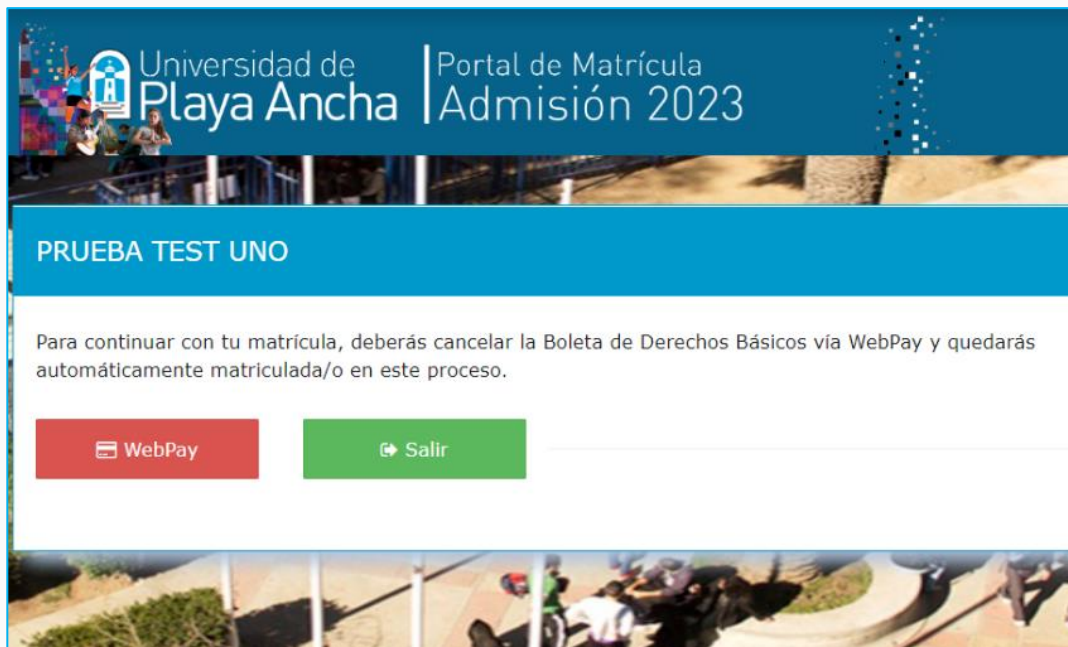 Universidad de
Playa Ancha
Portal de Matrícula
Admisión 2023
PRUEBA TEST UNO
Para continuar con tu matrícula, deberás cancelar la Boleta de Derechos Básicos vía WebPay y quedarás
automáticamente matriculada/o en este proceso.
WebPay
Salir